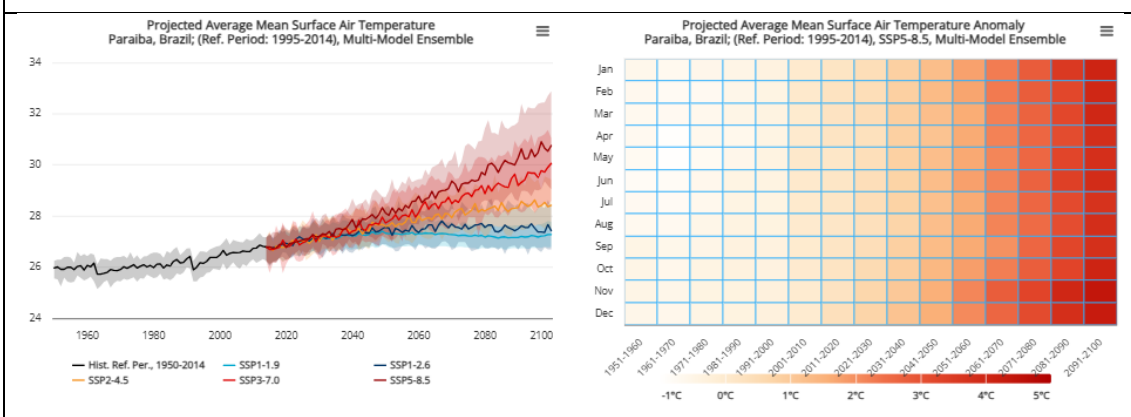 Projected Average Mean Surface Air Temperature
Paraiba, Brazil; (Ref. Period: 1995-2014), Multi-Model Ensemble
34
32
30
28
26
24
1960
1980
2000
2020
2040
2060
2080
2100
Hist. Ref. Per., 1950-2014
SSP1-1.9
SSP1-2.6
SSP2-4.5
SSP3-7.0
SSP5-8.5
Projected Average Mean Surface Air Temperature Anomaly
Paraiba, Brazil; (Ref. Period: 1995-2014), SSP5-8.5, Multi-Model Ensemble
Jan
Feb
Mar
Apr
May
Jun
Jul
Aug
Sep
Oct
Nov
Dec
1951-1960
1961-1970
1971-1980
1981-1990
1991-2000
2001-2010
2011-2020
2021-2030
2031-2040
2041-2050
2051-2060
2061-2070
2071-2080
2081-2090
2091-2100
-1°C
0°C
1°C
2°C
3°C
4°C
5°C